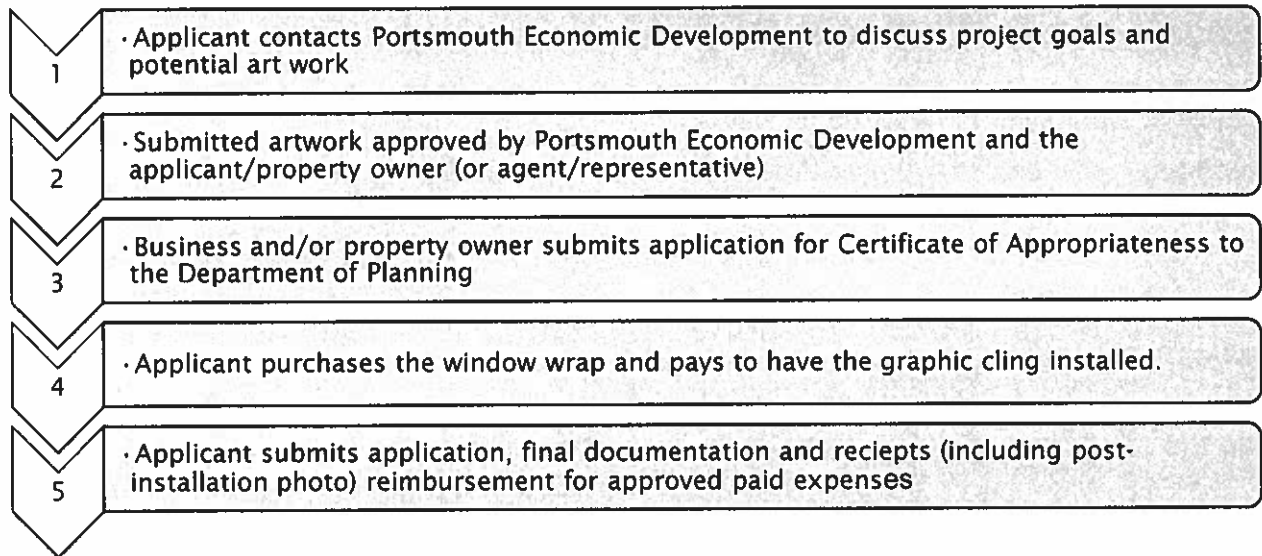 1
· Applicant contacts Portsmouth Economic Development to discuss project goals and
potential art work
2
· Submitted artwork approved by Portsmouth Economic Development and the
applicant/property owner (or agent/representative)
3
· Business and/or property owner submits application for Certificate of Appropriateness to
the Department of Planning
4
· Applicant purchases the window wrap and pays to have the graphic cling installed.
5
· Applicant submits application, final documentation and reciepts (including post-
installation photo) reimbursement for approved paid expenses